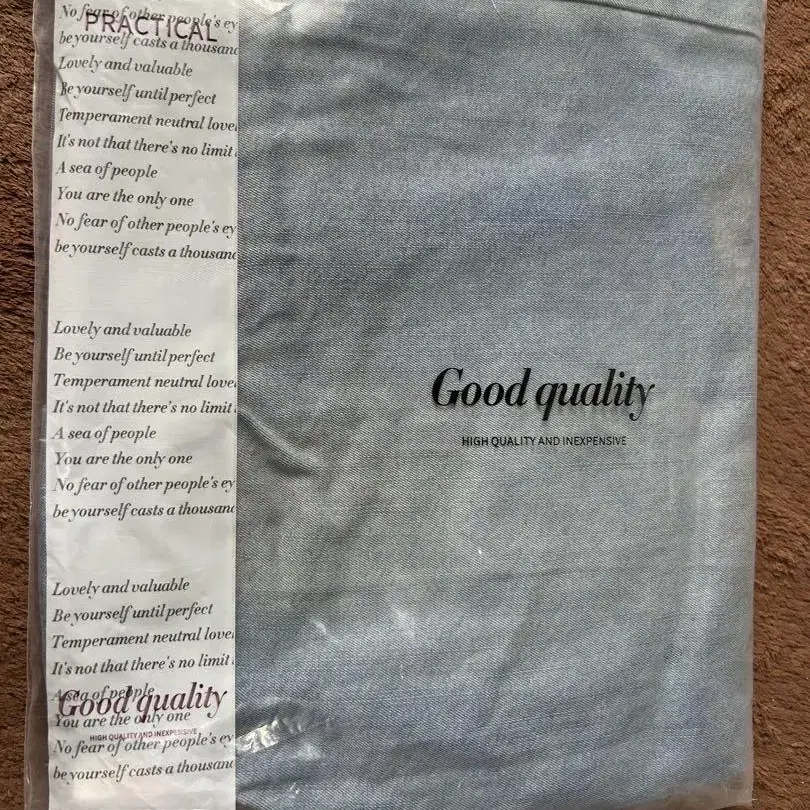 No fear of other people's ey
PRACTICAL
be yourself casts a thousand
Lovely and valuable
Be yourself until perfect
Temperament neutral love
It's not that there's no limit
A sea of people
You are the only one
No fear of other people's ey
be yourself casts a thousand
Lovely and valuable
Be yourself until perfect
Temperament neutral love
It's not that there's no limit
A sea of people
You are the only one
No fear of other people's ey
be yourself casts a thousand
Good quality
HIGH QUALITY AND INEXPENSIVE
Lovely and valuable
Be yourself until perfect
Temperament neutral love
It's not that there's no limit
A sea of people
Good quality
You are the only one
HIGH QUALITY AND INEXPENSIVE
No fear of other people's ey
be yourself casts a thousand